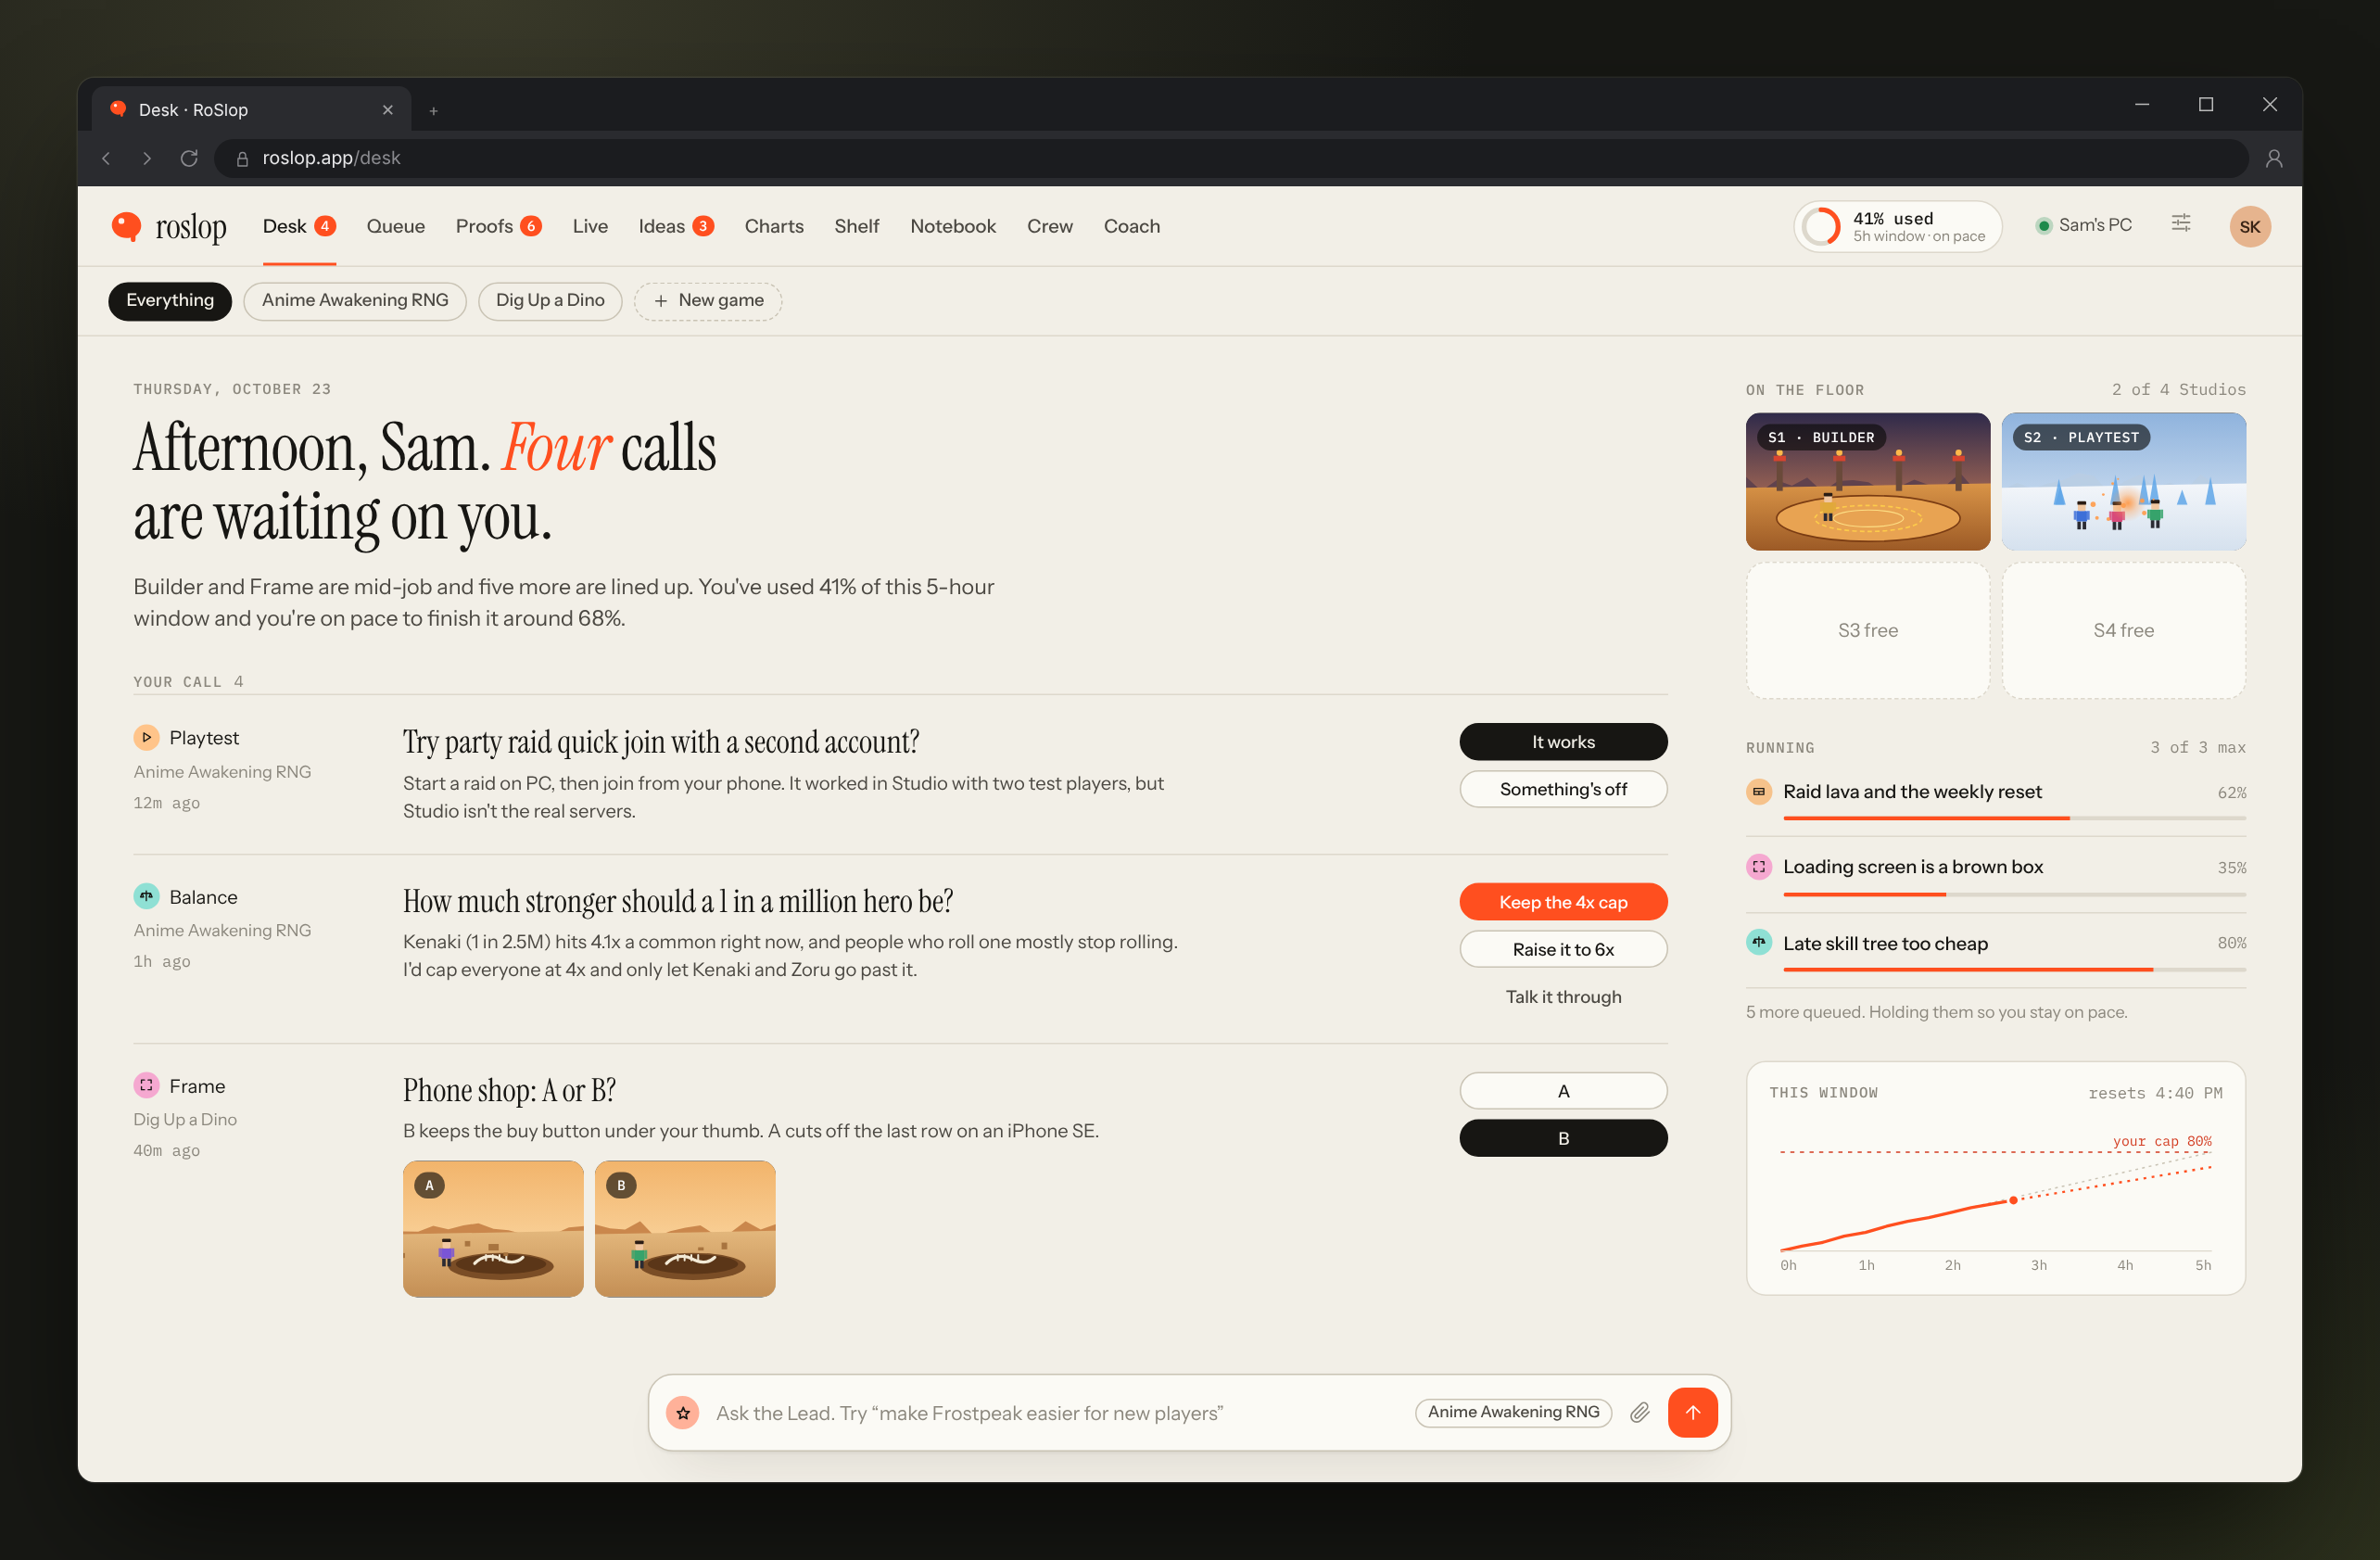 Desk · RoSlop
roslop.app/desk
roslop
Desk 4
Queue
Proofs 6
Live
Ideas 3
Charts
Shelf
Notebook
Crew
Coach
41% used
5h window · on pace
Sam's PC
SK
Everything
Anime Awakening RNG
Dig Up a Dino
+ New game
THURSDAY, OCTOBER 23
Afternoon, Sam. Four calls
are waiting on you.
Builder and Frame are mid-job and five more are lined up. You've used 41% of this 5-hour
window and you're on pace to finish it around 68%.
YOUR CALL 4
Playtest
Anime Awakening RNG
12m ago
Try party raid quick join with a second account?
Start a raid on PC, then join from your phone. It worked in Studio with two test players, but
Studio isn't the real servers.
It works
Something's off
Balance
Anime Awakening RNG
1h ago
How much stronger should a 1 in a million hero be?
Kenaki (1 in 2.5M) hits 4.1x a common right now, and people who roll one mostly stop rolling.
I'd cap everyone at 4x and only let Kenaki and Zoru go past it.
Keep the 4x cap
Raise it to 6x
Talk it through
Frame
Dig Up a Dino
40m ago
Phone shop: A or B?
B keeps the buy button under your thumb. A cuts off the last row on an iPhone SE.
A
B
A
B
ON THE FLOOR
2 of 4 Studios
S1 · BUILDER
S2 · PLAYTEST
S3 free
S4 free
RUNNING
3 of 3 max
Raid lava and the weekly reset
62%
Loading screen is a brown box
35%
Late skill tree too cheap
80%
5 more queued. Holding them so you stay on pace.
THIS WINDOW
resets 4:40 PM
your cap 80%
0h
1h
2h
3h
4h
5h
Ask the Lead. Try “make Frostpeak easier for new players”
Anime Awakening RNG